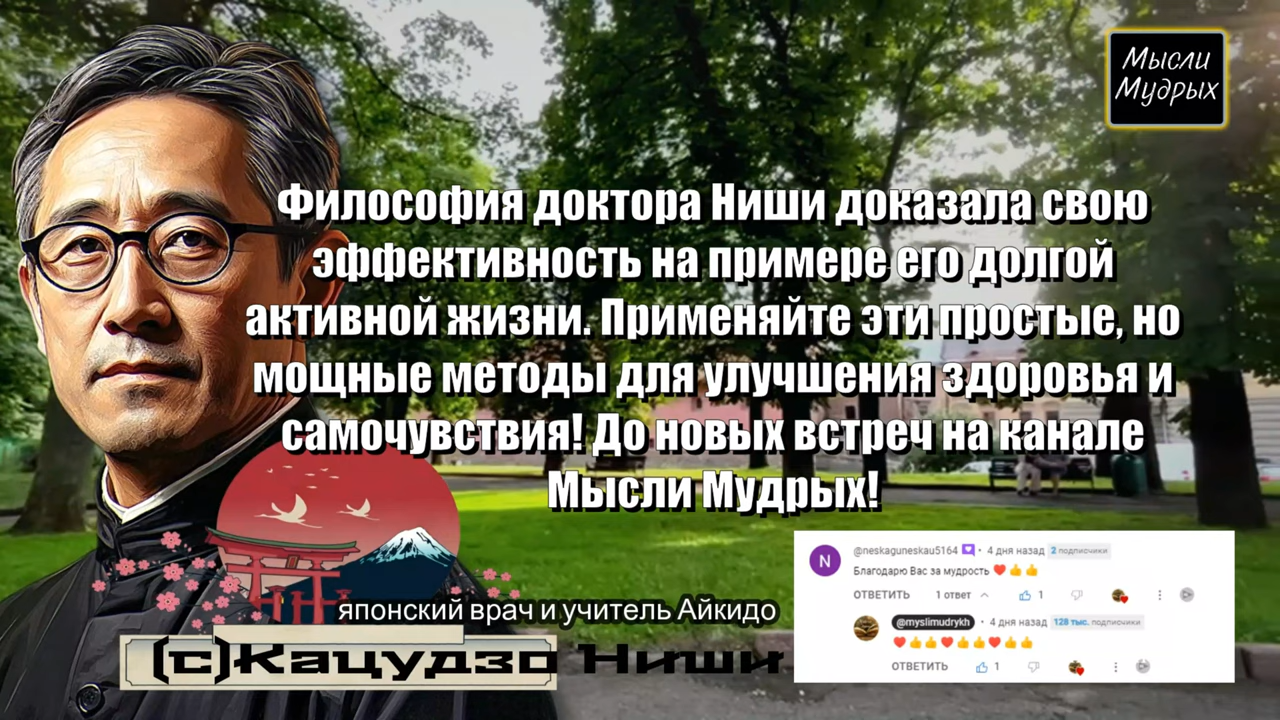 Мысли
Мудрых
Философия доктора Ниши доказала свою
эффективность на примере его долгой
активной жизни. Применяйте эти простые, но
мощные методы для улучшения здоровья и
самочувствия! До новых встреч на канале
Мысли Мудрых!
@neskaguneskau5164 • 4 дня назад 2 подписчики
Благодарю Вас за мудрость ❤️👍👍
ОТВЕТИТЬ 1 ответ 1
N
@myslimudrykh • 4 дня назад 128 тыс. подписчики
❤️👍👍❤️👍👍❤️👍👍
ОТВЕТИТЬ 1
японский врач и учитель Айкидо
(с)Кацудзо Ниши